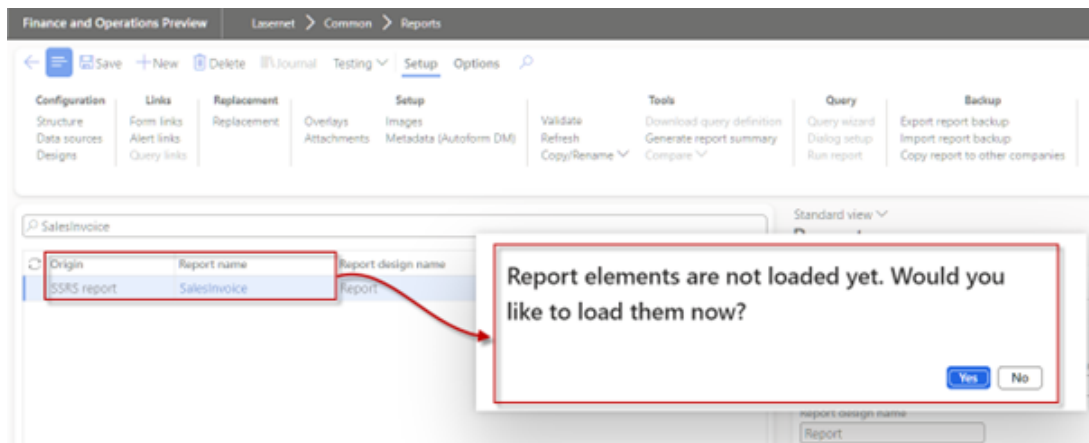 Finance and Operations Preview Lasernet > Common > Reports
Save New Delete Journal Testing Setup Options
Configuration Links Replacement Setup Tools Query Backup
Structure Form links Replacement Overlays Images Validate Download query definition Query wizard Export report backup
Data sources Alert links Attachments Metadata (Autoform DM) Refresh Generate report summary Dialog setup Import report backup
Designs Query links Copy/Rename Compare Run report Copy report to other companies
Standard view
SalesInvoice
Origin Report name Report design name
SSRS report SalesInvoice Report
Report elements are not loaded yet. Would you
like to load them now?
Yes No
Report design name
Report